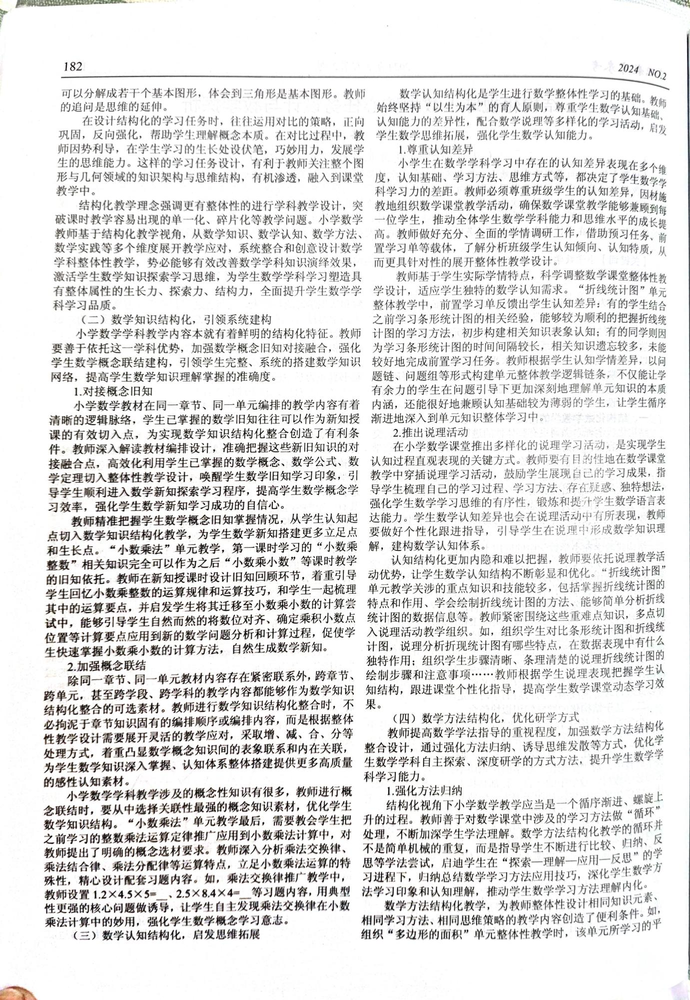 182
2024 NO.2
可以分解成若干个基本图形，体会到三角形是基本图形。教师
的追问是思维的延伸。
在设计结构化的学习任务时，往往运用对比的策略，正向
巩固，反向强化，帮助学生理解概念本质。在对比过程中，教
师因势利导，在学生学习的生长处设伏笔，巧妙用力，发展学
生的思维能力。这样的学习任务设计，有利于教师关注整个图
形与几何领域的知识架构与思维结构，有机渗透，融入到课堂
教学中。
结构化教学理念强调更有整体性的进行学科教学设计，突
破课时教学容易出现的单一化、碎片化等教学问题。小学数学
教师基于结构化教学视角，从数学知识、数学认知、数学方法、
数学实践等多个维度展开教学应对，系统整合和创意设计数学
学科整体性教学，势必能够有效改善数学学科知识演绎效果，
激活学生数学知识探索学习思维，为学生数学学科学习塑造具
有整体属性的生长力、探索力、结构力，全面提升学生数学学
科学习品质。
（二）数学知识结构化，引领系统建构
小学数学学科教学内容本就有着鲜明的结构化特征。教师
要善于依托这一学科优势，加强数学概念旧知对接融合，强化
学生数学概念联结建构，引领学生完整、系统的搭建数学知识
网络，提高学生数学知识理解掌握的准确度。
1.对接概念旧知
小学数学教材在同一章节、同一单元编排的教学内容有着
清晰的逻辑脉络，学生已掌握的数学旧知往往可以作为新知授
课的有效切入点，为实现数学知识结构化整合创造了有利条
件。教师深入解读教材编排设计，准确把握这些新旧知识的对
接融合点，高效化利用学生已掌握的数学概念、数学公式、数
学定理切入整体性教学设计，唤醒学生数学旧知学习印象，引
导学生顺利进入数学新知探索学习程序，提高学生数学概念学
习效率，强化学生数学新知学习成功的自信心。
教师精准把握学生数学概念旧知掌握情况，从学生认知起
点切入数学知识结构化教学，为学生数学新知搭建更多立足点
和生长点。“小数乘法”单元教学，第一课时学习的“小数乘
整数”相关知识完全可以作为之后“小数乘小数”等课时教学
的旧知依托。教师在新知授课时设计旧知回顾环节，着重引导
学生回忆小数乘整数的运算规律和运算技巧，和学生一起梳理
其中的运算要点，并启发学生将其迁移至小数乘小数的计算尝
试中，能够引导学生自然而然的将数位对齐、确定乘积小数点
位置等计算要点应用到新的数学问题分析和计算过程，促使学
生快速掌握小数乘小数的计算方法，自然生成数学新知。
2.加强概念联结
除同一章节、同一单元教材内容存在紧密联系外，跨章节、
跨单元，甚至跨学段、跨学科的教学内容都能够作为数学知识
结构化整合的可选素材。教师进行数学知识结构化整合时，不
必拘泥于章节知识固有的编排顺序或编排内容，而是根据整体
性教学设计需要展开灵活的教学应对，采取增、减、合、分等
处理方式，着重凸显数学概念知识间的表象联系和内在关联，
为学生数学知识深入掌握、认知体系整体搭建提供更多高质量
的感性认知素材。
小学数学学科教学涉及的概念性知识有很多，教师进行概
念联结时，要从中选择关联性最强的概念知识素材，优化学生
数学知识结构。“小数乘法”单元教学最后，需要教会学生把
之前学习的整数乘法运算定律推广应用到小数乘法计算中，对
教师提出了明确的概念选材要求。教师深入分析乘法交换律、
乘法结合律、乘法分配律等运算特点，立足小数乘法运算的特
殊性，精心设计配套习题内容。如，乘法交换律推广教学中，
教师设置 1.2×4.5×5=__、2.5×8.4×4=__等习题内容，用典型
性更强的核心问题做诱导，让学生自主发现乘法交换律在小数
乘法计算中的妙用，强化学生数学概念学习意志。
（三）数学认知结构化，启发思维拓展
数学认知结构化是学生进行数学整体性学习的基础。教师
始终坚持“以生为本”的育人原则，尊重学生数学认知基础、
认知能力的差异性，配合数学说理等多样化的学习活动，启发
学生数学思维拓展，强化学生数学认知能力。
1.尊重认知差异
小学生在数学学科学习中存在的认知差异表现在多个维
度，认知基础、学习方法、思维方式等，都决定了学生数学学
科学习力的差距。教师必须尊重班级学生的认知差异，因材施
教地组织数学课堂教学活动，确保数学课堂教学能够兼顾到每
一位学生，推动全体学生数学学科能力和思维水平的成长提
高。教师做好充分、全面的学情调研工作，借助预习任务、前
置学习单等载体，了解分析班级学生认知倾向、认知特质，从
而更具针对性的展开整体性教学设计。
教师基于学生实际学情特点，科学调整数学课堂整体性教
学设计，适应学生独特的数学认知需求。“折线统计图”单元
整体教学中，前置学习单反馈出学生认知差异：有的学生结合
之前学习条形统计图的相关经验，能够较为顺利的把握折线统
计图的学习方法，初步构建相关知识表象认知；有的同学则因
为学习条形统计图的时间间隔较长，相关知识遗忘较多，未能
较好地完成前置学习任务。教师根据学生认知学情差异，以问
题链、问题组等形式构建单元整体教学逻辑链条，不仅能让学
有余力的学生在问题引导下更加深刻地理解单元知识的本质
内涵，还能很好地兼顾认知基础较为薄弱的学生，让学生循序
渐进地深入到单元知识整体学习中。
2.推出说理活动
在小学数学课堂推出多样化的说理学习活动，是实现学生
认知过程直观表现的关键方式。教师要有目的性地在数学课堂
教学中穿插说理学习活动，鼓励学生展现自己的学习成果，指
导学生梳理自己的学习过程、学习方法、存在疑惑、独特想法，
强化学生数学学习思维的有序性，锻炼和提升学生数学语言表
达能力。学生数学认知差异也会在说理活动中有所表现，教师
要做好个性化跟进指导，引导学生在说理中形成数学知识理
解，建构数学认知体系。
认知结构化更加内隐和难以把握，教师要依托说理教学活
动优势，让学生数学认知结构不断彰显和优化。“折线统计图”
单元教学关涉的重点知识和技能较多，包括掌握折线统计图的
特点和作用、学会绘制折线统计图的方法、能够简单分析折线
统计图的数据信息等。教师紧密围绕这些重难点知识，多点切
入说理活动教学组织。如，组织学生对比条形统计图和折线统
计图，说理分析折现统计图有哪些特点，在数据表现中有什么
独特作用；组织学生步骤清晰、条理清楚的说理折线统计图的
绘制步骤和注意事项……教师根据学生说理表现把握学生认
知结构，跟进课堂个性化指导，提高学生数学课堂动态学习效
果。
（四）数学方法结构化，优化研学方式
教师提高数学学法指导的重视程度，加强数学方法结构化
整合设计，通过强化方法归纳、诱导思维发散等方式，优化学
生数学学科自主探索、深度研学的方式方法，提升学生数学学
科学习能力。
1.强化方法归纳
结构化视角下小学数学教学应当是一个循序渐进、螺旋上
升的过程。教师善于对数学课堂中涉及的学习方法做“循环”
处理，不断加深学生学法理解。数学方法结构化教学的循环并
不是简单机械的重复，而是指导学生不断进行比较、归纳、反
思等学法尝试，启迪学生在“探索—理解—应用—反思”的学
习进程下，归纳总结数学学习方法应用技巧，深化学生数学方
法学习印象和认知理解，推动学生数学学习方法理解内化。
数学方法结构化教学，为教师整体性设计相同知识元素、
相同学习方法、相同思维策略的教学内容创造了便利条件。如，
组织“多边形的面积”单元整体性教学时，该单元所学习的平